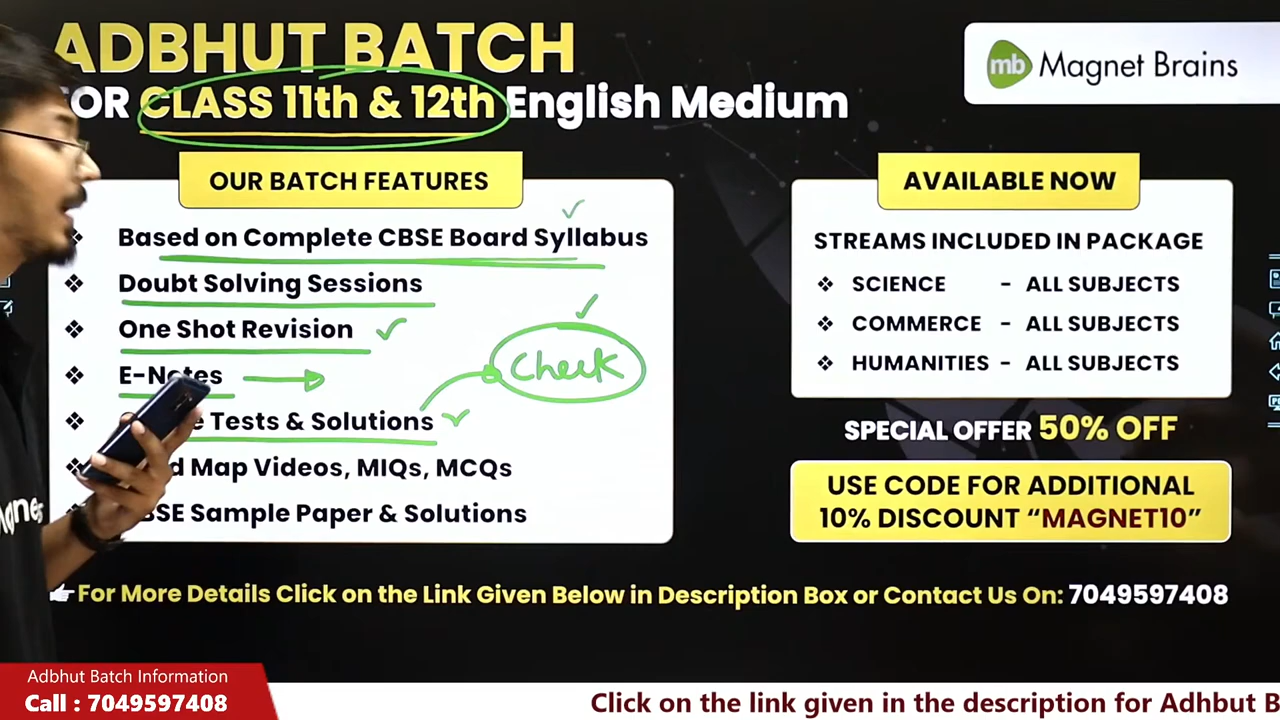 ADBHUT BATCH
FOR CLASS 11th & 12th English Medium
mb Magnet Brains
OUR BATCH FEATURES
❖ Based on Complete CBSE Board Syllabus
❖ Doubt Solving Sessions
❖ One Shot Revision
❖ E-Notes
❖ Tests & Solutions
Check
❖ Map Videos, MIQs, MCQs
Sample Paper & Solutions
AVAILABLE NOW
STREAMS INCLUDED IN PACKAGE
❖ SCIENCE - ALL SUBJECTS
❖ COMMERCE - ALL SUBJECTS
❖ HUMANITIES - ALL SUBJECTS
SPECIAL OFFER 50% OFF
USE CODE FOR ADDITIONAL
10% DISCOUNT “MAGNET10”
For More Details Click on the Link Given Below in Description Box or Contact Us On: 7049597408
Adbhut Batch Information
Call : 7049597408
Click on the link given in the description for Adhbut B